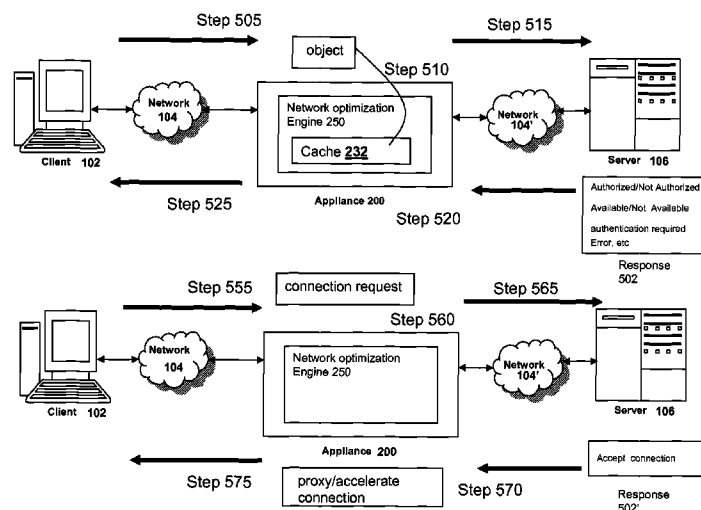 Step 505
Step 515
object
Step 510
Network
104
Network optimization
Engine 250
Cache 232
Network
104'
Client 102
Server 106
Appliance 200
Step 525
Step 520
Authorized/Not Authorized
Available/Not Available
authentication required
Error, etc
Response
502
Step 555
connection request
Step 565
Step 560
Network
104
Network optimization
Engine 250
Network
104'
Client 102
Server 106
Appliance 200
Step 575
proxy/accelerate
connection
Step 570
Accept connection
Response
502'